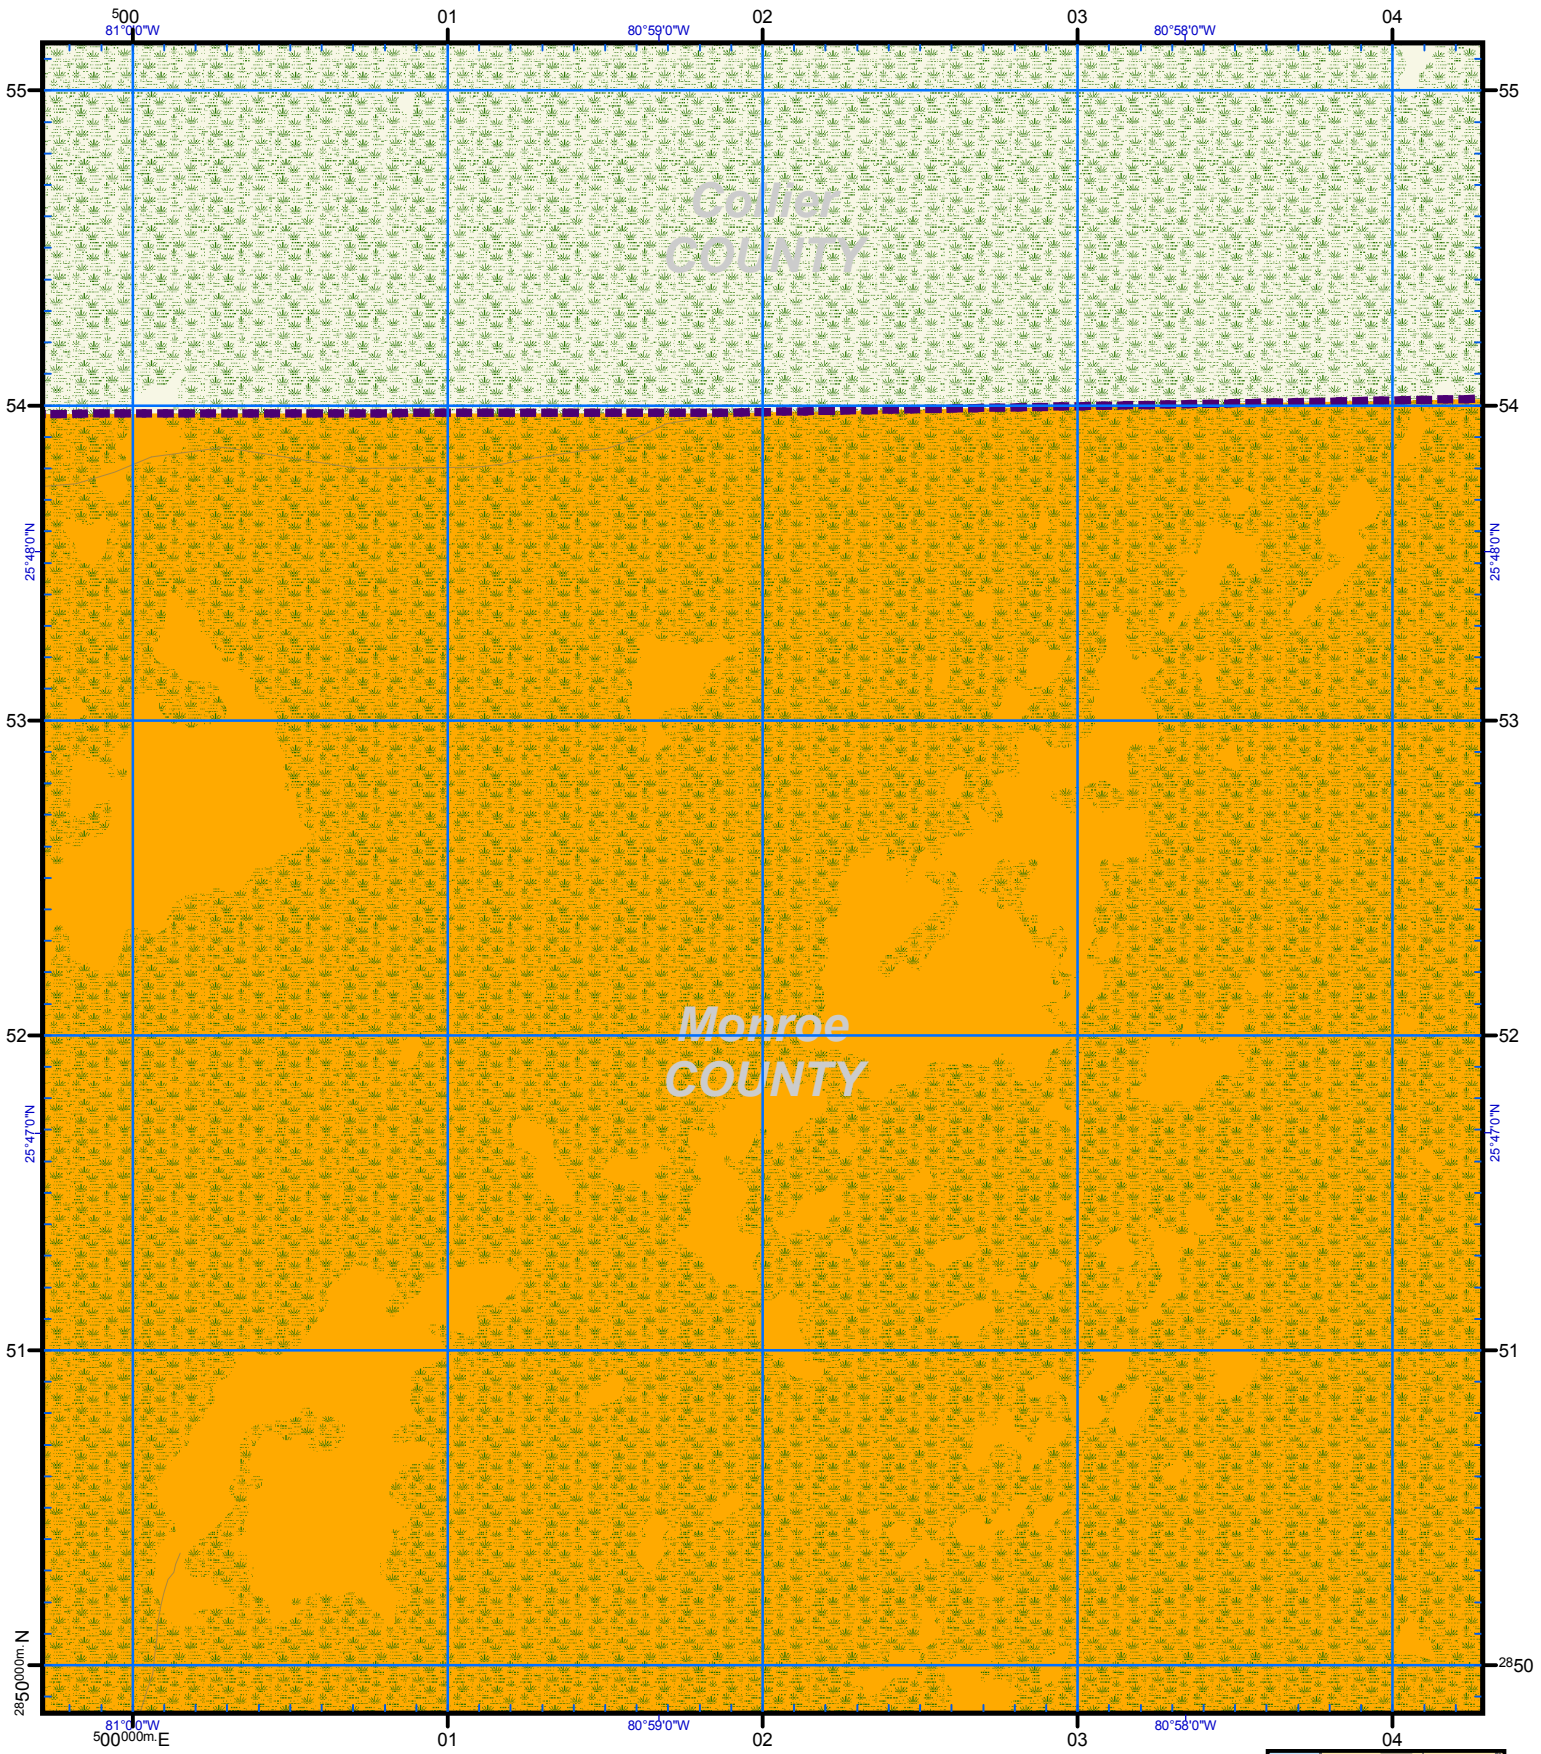 500 01 02 03 04
81°0'0"W 80°59'0"W 80°58'0"W
55 55
Collier
COUNTY
54 54
25°48'0"N 25°48'0"N
53 53
Monroe
52 52
COUNTY
25°47'0"N 25°47'0"N
51 51
2850000m. N 2850
81°0'0"W 80°59'0"W 80°58'0"W
500000m. E 01 02 03 04